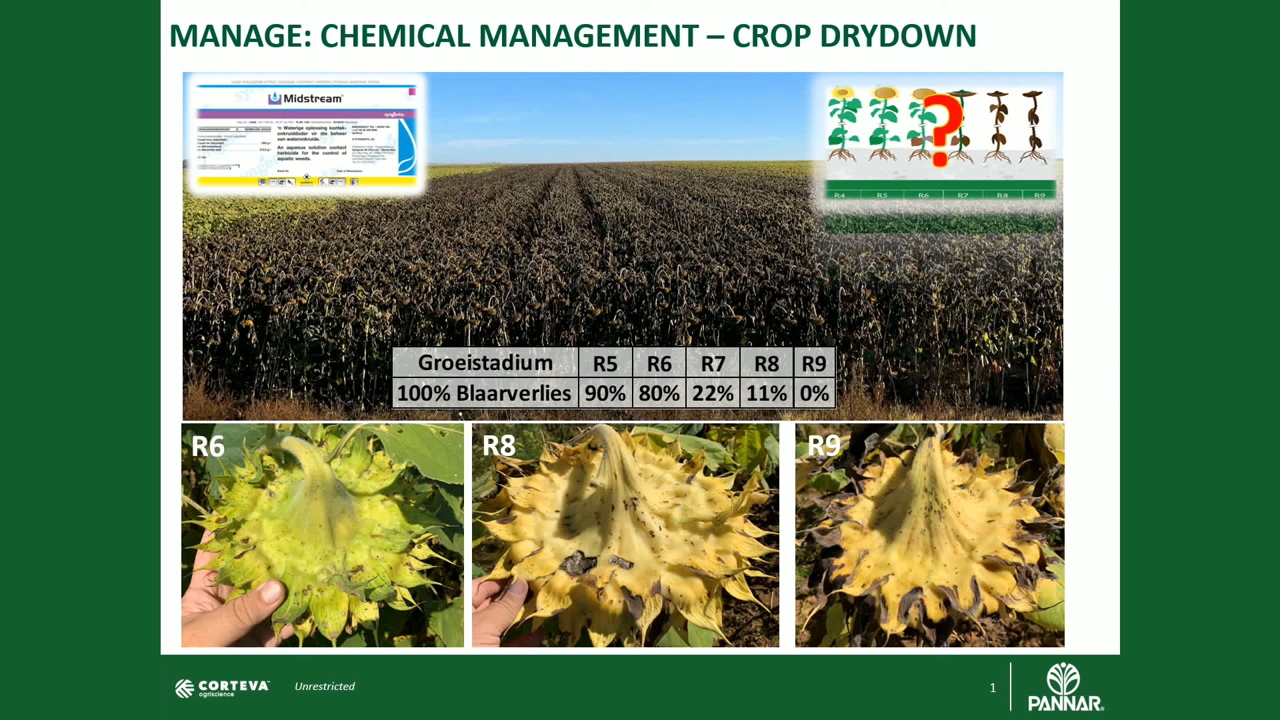 MANAGE: CHEMICAL MANAGEMENT – CROP DRYDOWN
Midstream
syngenta
'n Waterige oplossing kontak-
onkruiddoder vir die beheer
van wateronkruide.
An aqueous solution contact
herbicide for the control of
aquatic weeds.
?
R4 R5 R6 R7 R8 R9
Groeistadium R5 R6 R7 R8 R9
100% Blaarverlies 90% 80% 22% 11% 0%
R6
R8
R9
CORTEVA
agriscience
Unrestricted
1
PANNAR